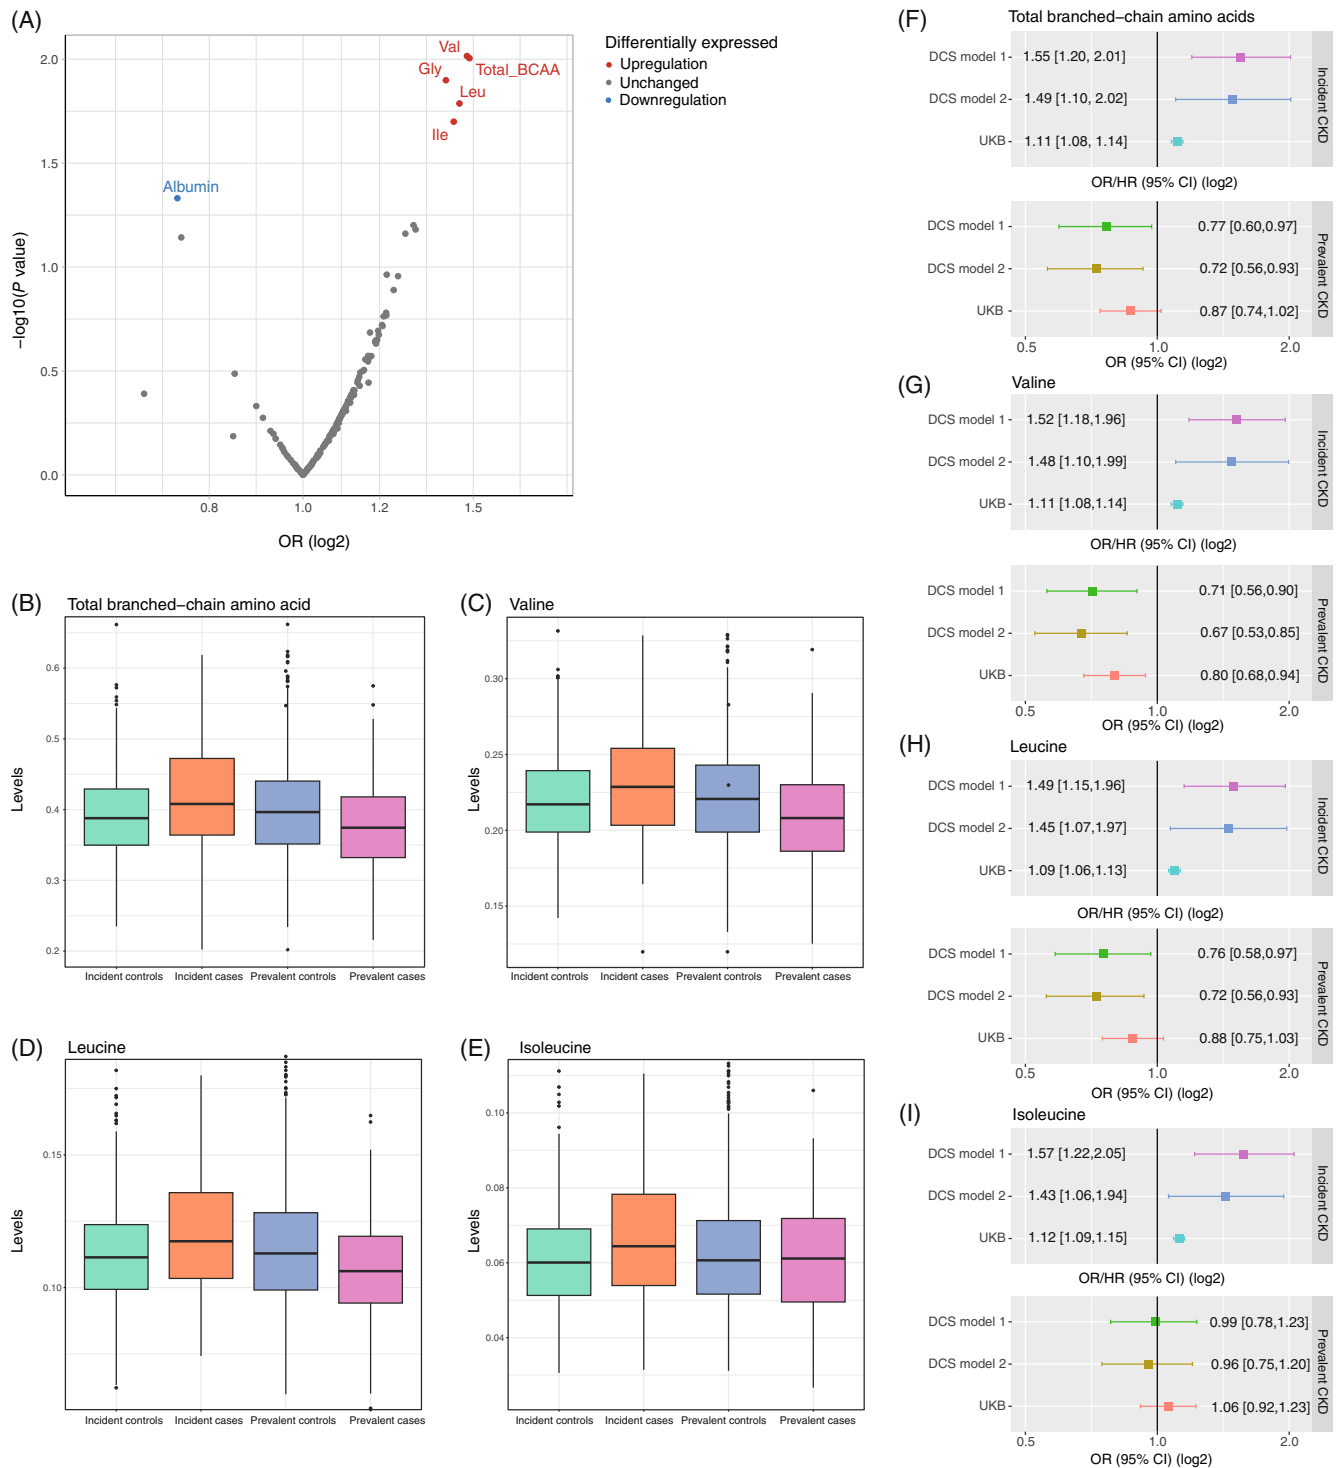 (A)
Val
Gly
Total_BCAA
Leu
Ile
Albumin
2.0
1.5
1.0
0.5
0.0
−log10(P value)
0.8
1.0
1.2
1.5
OR (log2)
Differentially expressed
Upregulation
Unchanged
Downregulation
(B)
Total branched−chain amino acid
Levels
0.6
0.5
0.4
0.3
0.2
Incident controls
Incident cases
Prevalent controls
Prevalent cases
(C)
Valine
Levels
0.30
0.25
0.20
0.15
Incident controls
Incident cases
Prevalent controls
Prevalent cases
(D)
Leucine
Levels
0.15
0.10
Incident controls
Incident cases
Prevalent controls
Prevalent cases
(E)
Isoleucine
Levels
0.10
0.08
0.06
0.04
Incident controls
Incident cases
Prevalent controls
Prevalent cases
(F)
Total branched−chain amino acids
DCS model 1
1.55 [1.20, 2.01]
DCS model 2
1.49 [1.10, 2.02]
UKB
1.11 [1.08, 1.14]
Incident CKD
OR/HR (95% CI) (log2)
DCS model 1
0.77 [0.60,0.97]
DCS model 2
0.72 [0.56,0.93]
UKB
0.87 [0.74,1.02]
Prevalent CKD
0.5
1.0
2.0
OR (95% CI) (log2)
(G)
Valine
DCS model 1
1.52 [1.18,1.96]
DCS model 2
1.48 [1.10,1.99]
UKB
1.11 [1.08,1.14]
Incident CKD
OR/HR (95% CI) (log2)
DCS model 1
0.71 [0.56,0.90]
DCS model 2
0.67 [0.53,0.85]
UKB
0.80 [0.68,0.94]
Prevalent CKD
0.5
1.0
2.0
OR (95% CI) (log2)
(H)
Leucine
DCS model 1
1.49 [1.15,1.96]
DCS model 2
1.45 [1.07,1.97]
UKB
1.09 [1.06,1.13]
Incident CKD
OR/HR (95% CI) (log2)
DCS model 1
0.76 [0.58,0.97]
DCS model 2
0.72 [0.56,0.93]
UKB
0.88 [0.75,1.03]
Prevalent CKD
0.5
1.0
2.0
OR (95% CI) (log2)
(I)
Isoleucine
DCS model 1
1.57 [1.22,2.05]
DCS model 2
1.43 [1.06,1.94]
UKB
1.12 [1.09,1.15]
Incident CKD
OR/HR (95% CI) (log2)
DCS model 1
0.99 [0.78,1.23]
DCS model 2
0.96 [0.75,1.20]
UKB
1.06 [0.92,1.23]
Prevalent CKD
0.5
1.0
2.0
OR (95% CI) (log2)